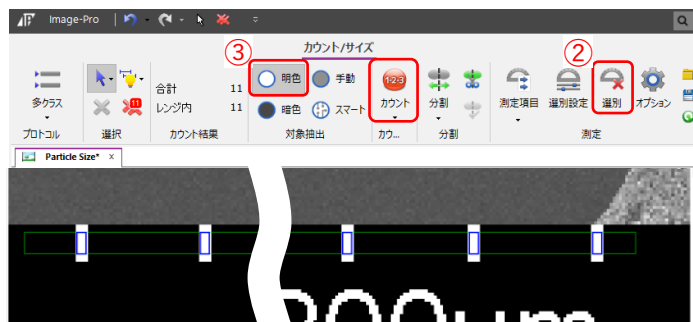 Image-Pro
カウント/サイズ
③
②
多クラス
プロトコル
選択
合計 11
レンジ内 11
カウント結果
明色
手動
暗色
スマート
対象抽出
1·2·3
カウント
カウ...
分割
分割
測定項目
選別設定
選別
オプション
測定
Particle Size* x